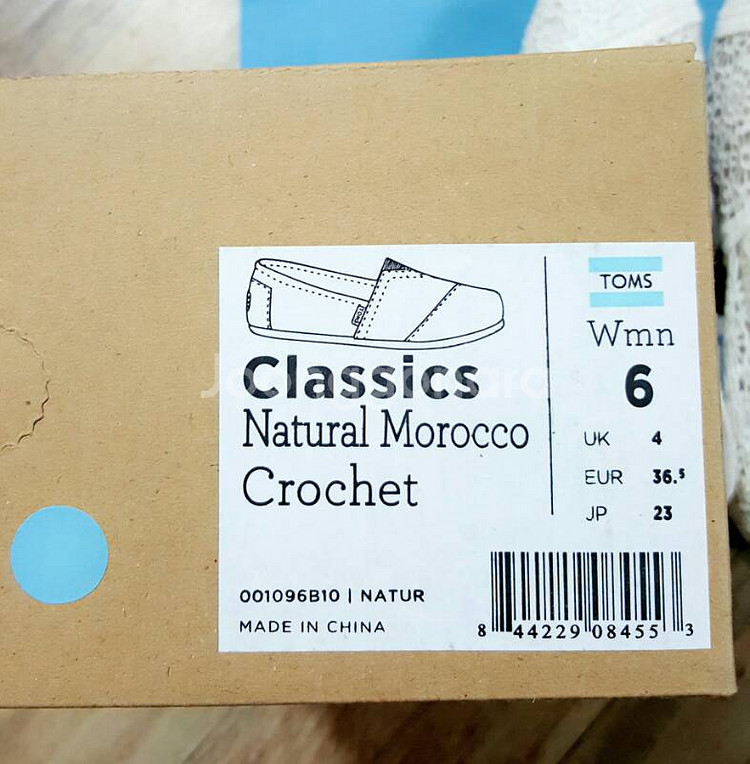 Classics
Natural Morocco
Crochet
001096B10 | NATUR
MADE IN CHINA
TOMS
Wmn
6
UK 4
EUR 36.⁵
JP 23
8 44229 08455 3